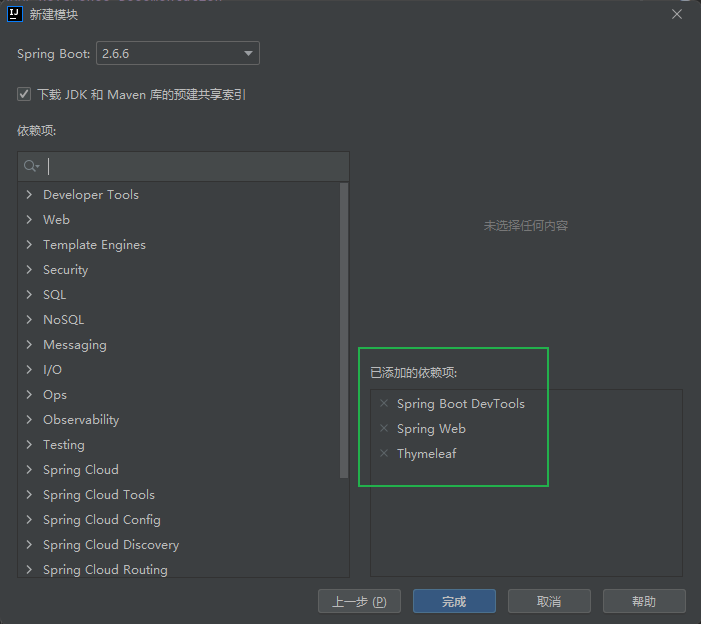 新建模块
Spring Boot: 2.6.6
下载 JDK 和 Maven 库的预建共享索引
依赖项:
Developer Tools
Web
Template Engines
Security
SQL
NoSQL
Messaging
I/O
Ops
Observability
Testing
Spring Cloud
Spring Cloud Tools
Spring Cloud Config
Spring Cloud Discovery
Spring Cloud Routing
未选择任何内容
已添加的依赖项:
Spring Boot DevTools
Spring Web
Thymeleaf
上一步 (P) 完成 取消 帮助